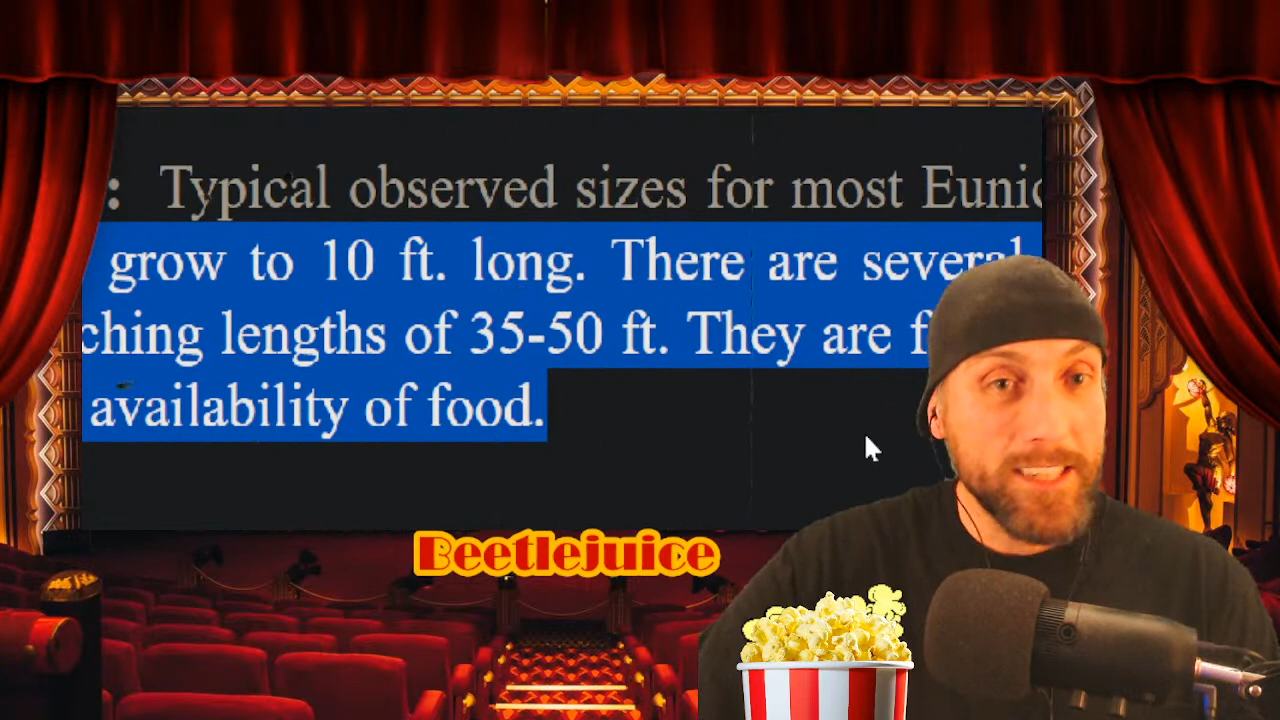 : Typical observed sizes for most
grow to 10 ft. long. There are several
ching lengths of 35-50 ft. They are
availability of food.
Beetlejuice